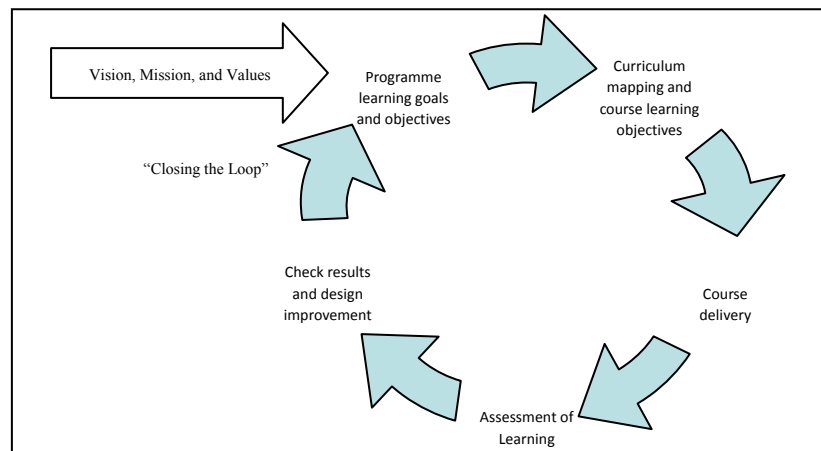 Vision, Mission, and Values
Programme
learning goals
and objectives
Curriculum
mapping and
course learning
objectives
“Closing the Loop”
Check results
and design
improvement
Course
delivery
Assessment of
Learning